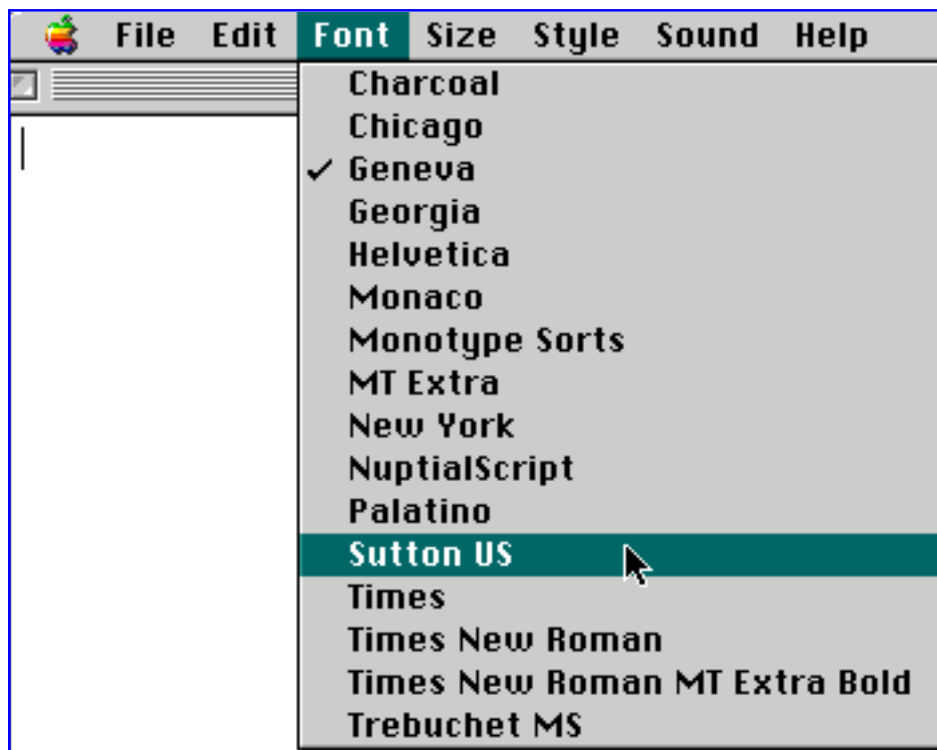 File Edit Font Size Style Sound Help
Charcoal
Chicago
✓ Geneva
Georgia
Helvetica
Monaco
Monotype Sorts
MT Extra
New York
NuptialScript
Palatino
Sutton US
Times
Times New Roman
Times New Roman MT Extra Bold
Trebuchet MS